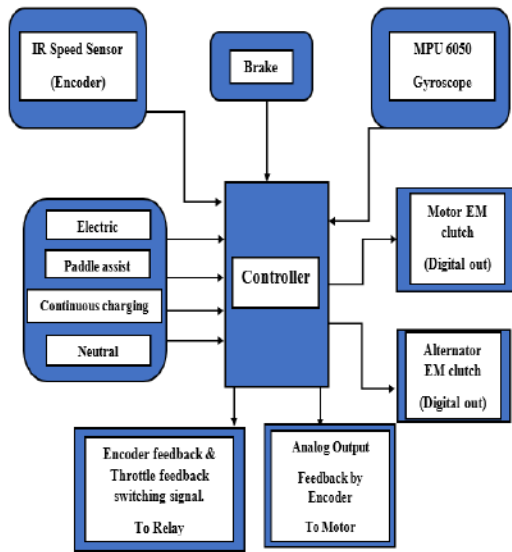 IR Speed Sensor
(Encoder)
Brake
MPU 6050
Gyroscope
Electric
Paddle assist
Continuous charging
Neutral
Controller
Motor EM
clutch
(Digital out)
Alternator
EM clutch
(Digital out)
Encoder feedback &
Throttle feedback
switching signal.
To Relay
Analog Output
Feedback by
Encoder
To Motor